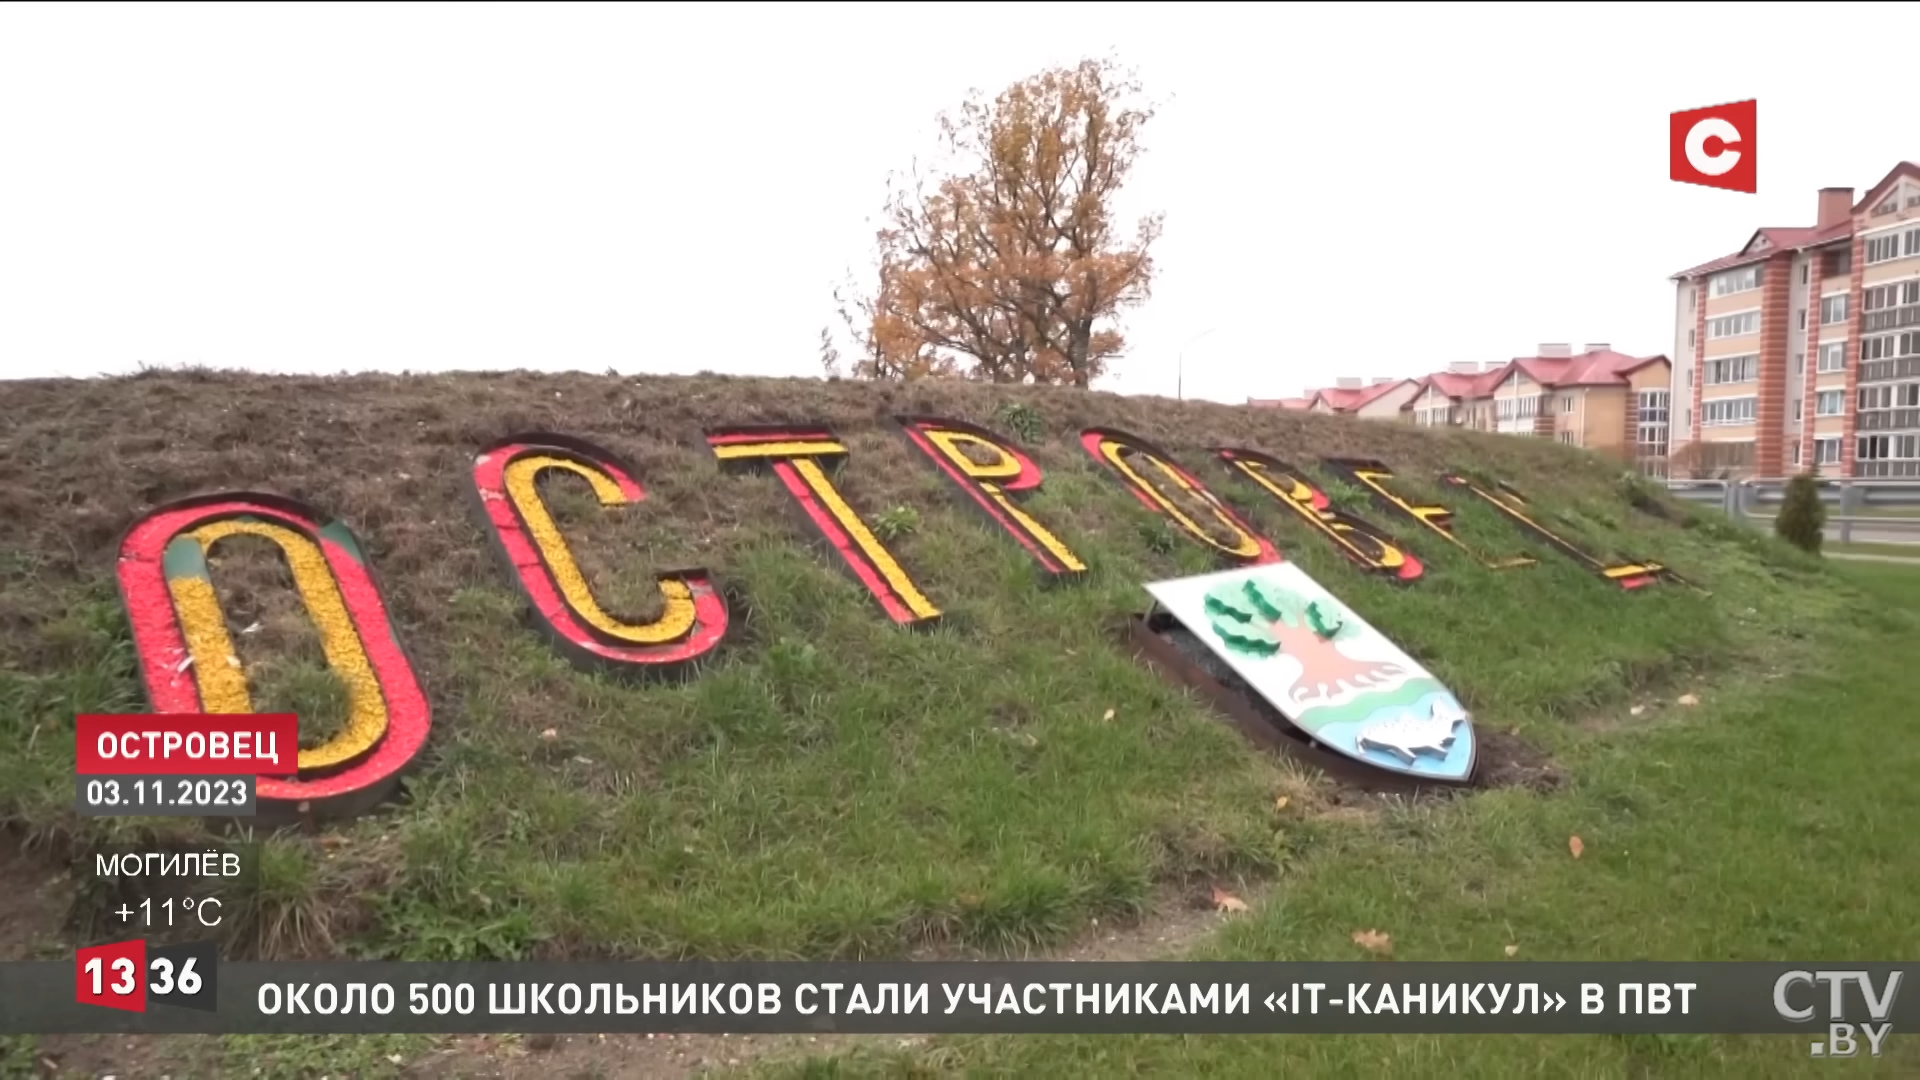 С
ОСТРОВЕЦ
ОСТРОВЕЦ
03.11.2023
МОГИЛЁВ
+11°C
13 36
ОКОЛО 500 ШКОЛЬНИКОВ СТАЛИ УЧАСТНИКАМИ «IT-КАНИКУЛ» В ПВТ
CTV
.BY